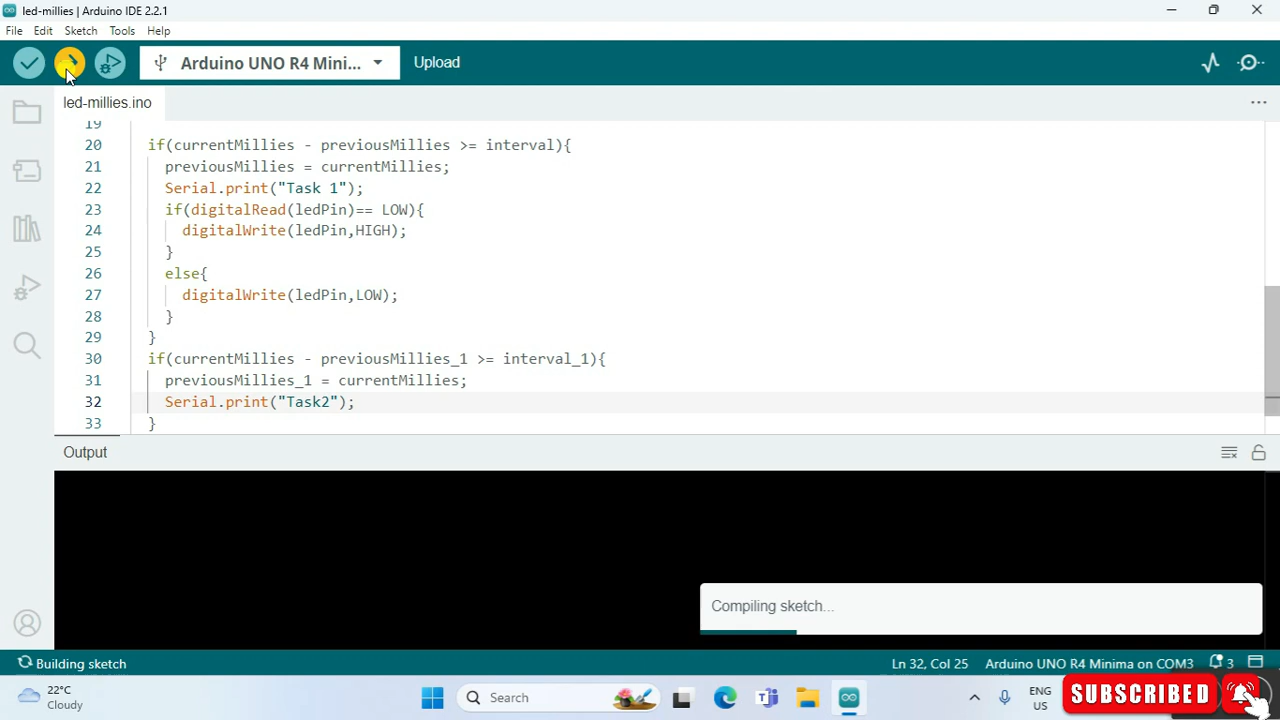 led-millies | Arduino IDE 2.2.1
File Edit Sketch Tools Help
Arduino UNO R4 Mini... Upload
led-millies.ino
19
20 if(currentMillies - previousMillies >= interval){
21 previousMillies = currentMillies;
22 Serial.print("Task 1");
23 if(digitalRead(ledPin)== LOW){
24 digitalWrite(ledPin,HIGH);
25 }
26 else{
27 digitalWrite(ledPin,LOW);
28 }
29 }
30 if(currentMillies - previousMillies_1 >= interval_1){
31 previousMillies_1 = currentMillies;
32 Serial.print("Task2");
33 }
Output
Compiling sketch...
Building sketch Ln 32, Col 25 Arduino UNO R4 Minima on COM3 3
22°C
Cloudy
Search
ENG
US
SUBSCRIBED